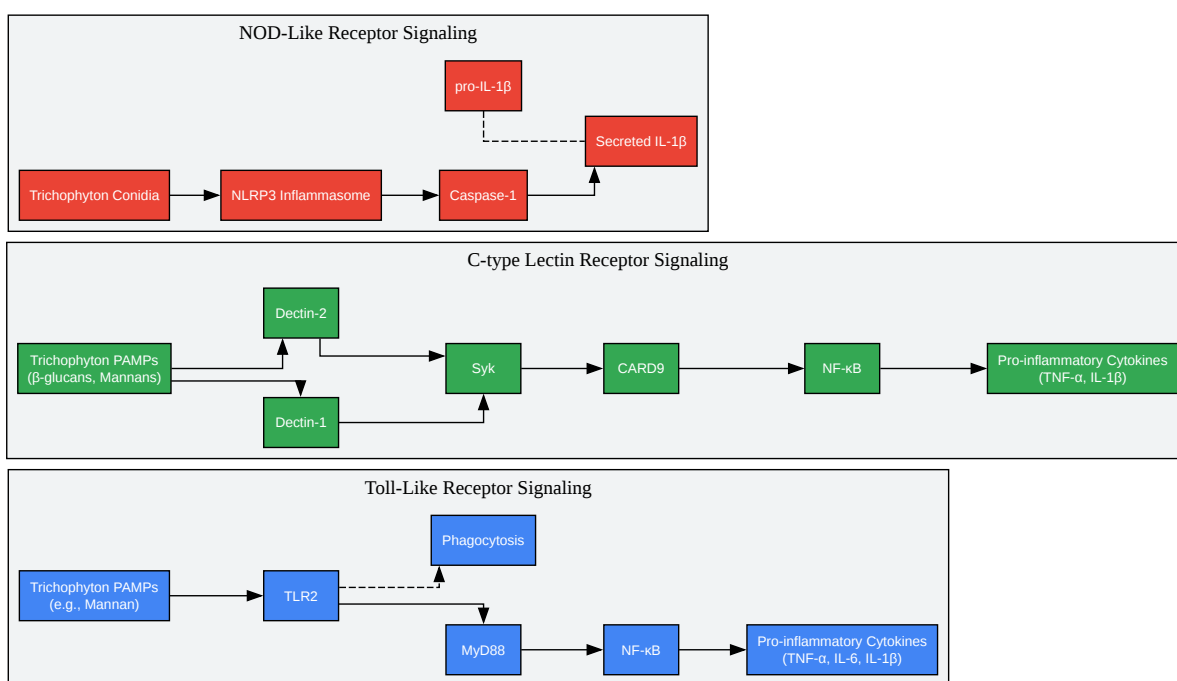 NOD-Like Receptor Signaling
pro-IL-1β
Secreted IL-1β
Trichophyton Conidia
NLRP3 Inflammasome
Caspase-1
C-type Lectin Receptor Signaling
Dectin-2
Trichophyton PAMPs
(β-glucans, Mannans)
Syk
CARD9
NF-κB
Pro-inflammatory Cytokines
(TNF-α, IL-1β)
Dectin-1
Toll-Like Receptor Signaling
Phagocytosis
Trichophyton PAMPs
(e.g., Mannan)
TLR2
MyD88
NF-κB
Pro-inflammatory Cytokines
(TNF-α, IL-6, IL-1β)